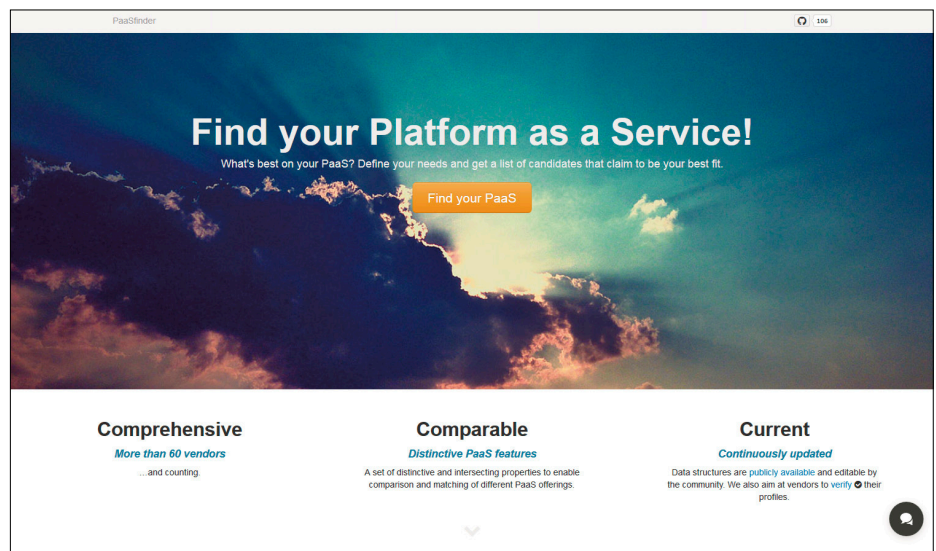 PaaSfinder
106
Find your Platform as a Service!
What's best on your PaaS? Define your needs and get a list of candidates that claim to be your best fit.
Find your PaaS
Comprehensive
More than 60 vendors
…and counting.
Comparable
Distinctive PaaS features
A set of distinctive and intersecting properties to enable
comparison and matching of different PaaS offerings.
Current
Continuously updated
Data structures are publicly available and editable by
the community. We also aim at vendors to verify their
profiles.